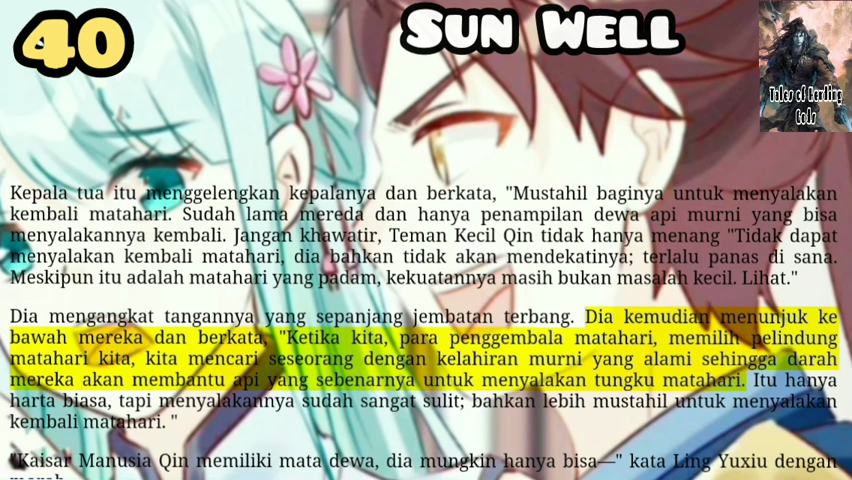 40
Sun Well
Tales of Herding
Gods
Kepala tua itu menggelengkan kepalanya dan berkata, "Mustahil baginya untuk menyalakan
kembali matahari. Sudah lama mereda dan hanya penampilan dewa api murni yang bisa
menyalakannya kembali. Jangan khawatir, Teman Kecil Qin tidak hanya menang "Tidak dapat
menyalakan kembali matahari, dia bahkan tidak akan mendekatinya; terlalu panas di sana.
Meskipun itu adalah matahari yang padam, kekuatannya masih bukan masalah kecil. Lihat."
Dia mengangkat tangannya yang sepanjang jembatan terbang. Dia kemudian menunjuk ke
bawah mereka dan berkata, "Ketika kita, para penggembala matahari, memilih pelindung
matahari kita, kita mencari seseorang dengan kelahiran murni yang alami sehingga darah
mereka akan membantu api yang sebenarnya untuk menyalakan tungku matahari. Itu hanya
harta biasa, tapi menyalakannya sudah sangat sulit; bahkan lebih mustahil untuk menyalakan
kembali matahari. "
"Kaisar Manusia Qin memiliki mata dewa, dia mungkin hanya bisa—" kata Ling Yuxiu dengan